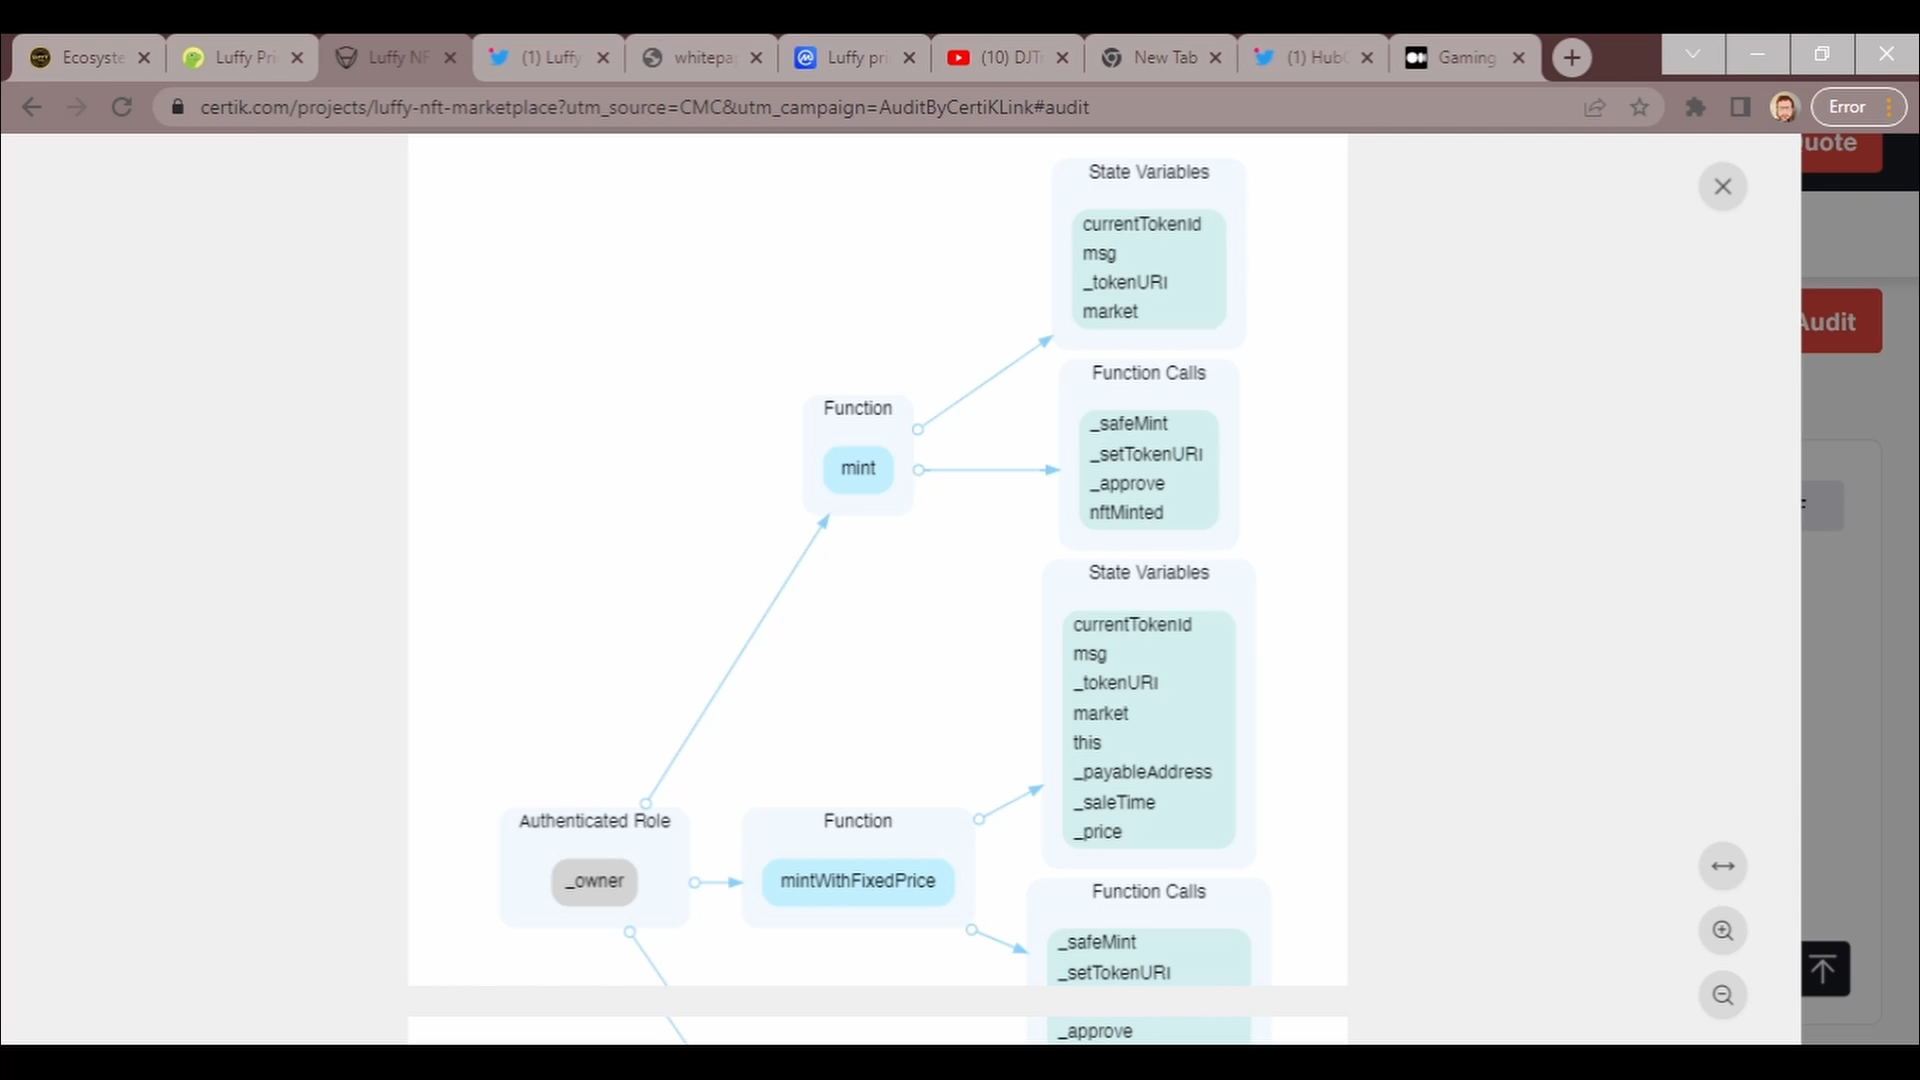 Ecosyste
Luffy Pri
Luffy NF
(1) Luffy
whitepa
Luffy pri
(10) DJT
New Tab
(1) Hub
Gaming
certik.com/projects/luffy-nft-marketplace?utm_source=CMC&utm_campaign=AuditByCertiKLink#audit
Error
uote
Audit
State Variables
currentTokenId
msg
_tokenURI
market
Function Calls
_safeMint
_setTokenURI
_approve
nftMinted
Function
mint
State Variables
currentTokenId
msg
_tokenURI
market
this
_payableAddress
_saleTime
_price
Authenticated Role
_owner
Function
mintWithFixedPrice
Function Calls
_safeMint
_setTokenURI
_approve